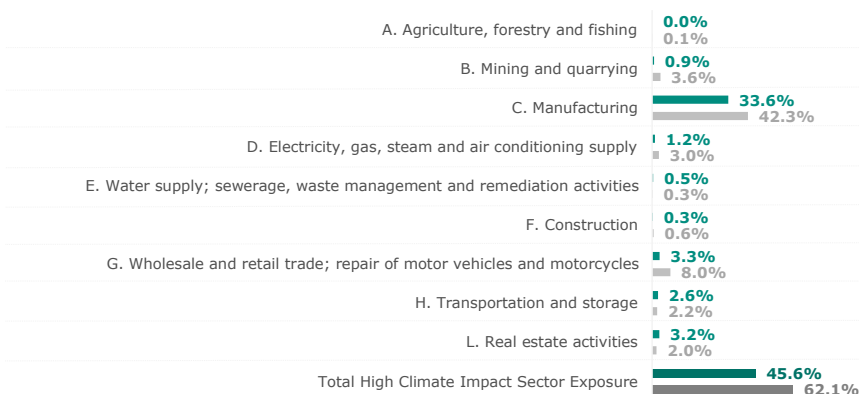 A. Agriculture, forestry and fishing
0.0%
0.1%
B. Mining and quarrying
0.9%
3.6%
C. Manufacturing
33.6%
42.3%
D. Electricity, gas, steam and air conditioning supply
1.2%
3.0%
E. Water supply; sewerage, waste management and remediation activities
0.5%
0.3%
F. Construction
0.3%
0.6%
G. Wholesale and retail trade; repair of motor vehicles and motorcycles
3.3%
8.0%
H. Transportation and storage
2.6%
2.2%
L. Real estate activities
3.2%
2.0%
Total High Climate Impact Sector Exposure
45.6%
62.1%